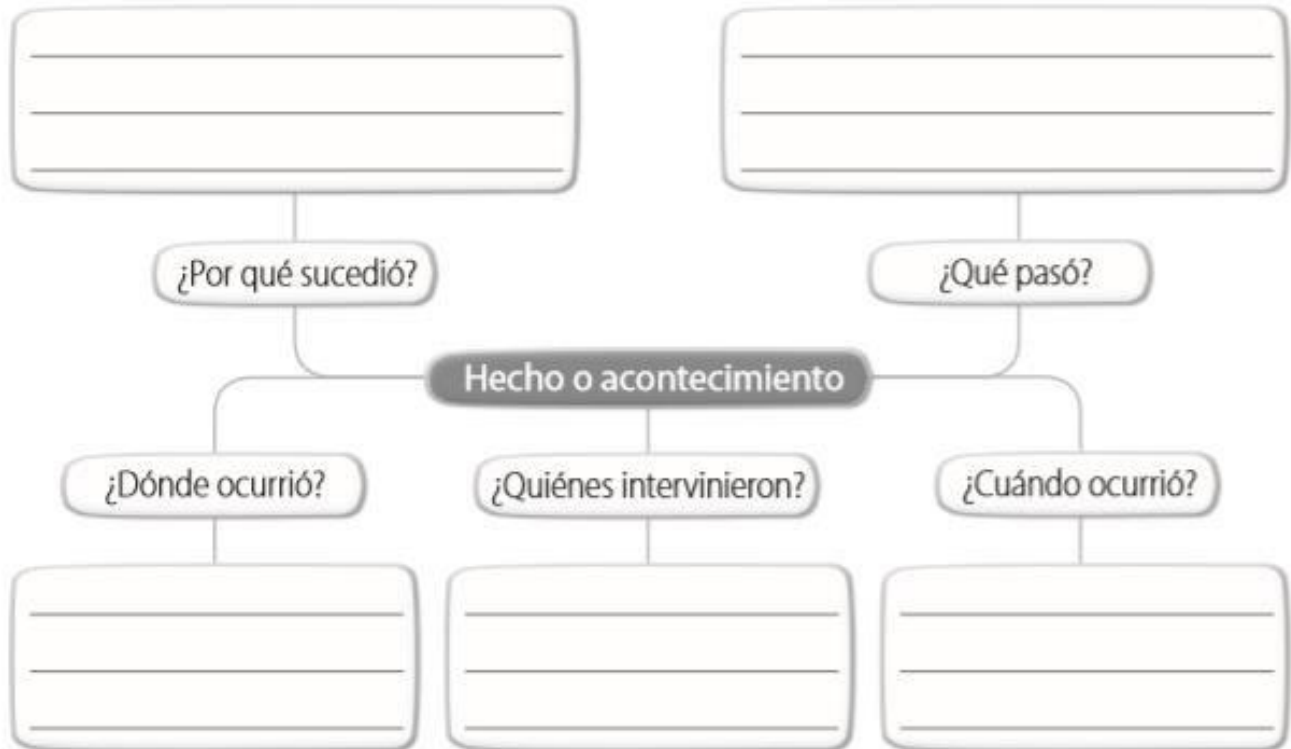 ¿Por qué sucedió?
¿Qué pasó?
Hecho o acontecimiento
¿Dónde ocurrió?
¿Quiénes intervinieron?
¿Cuándo ocurrió?